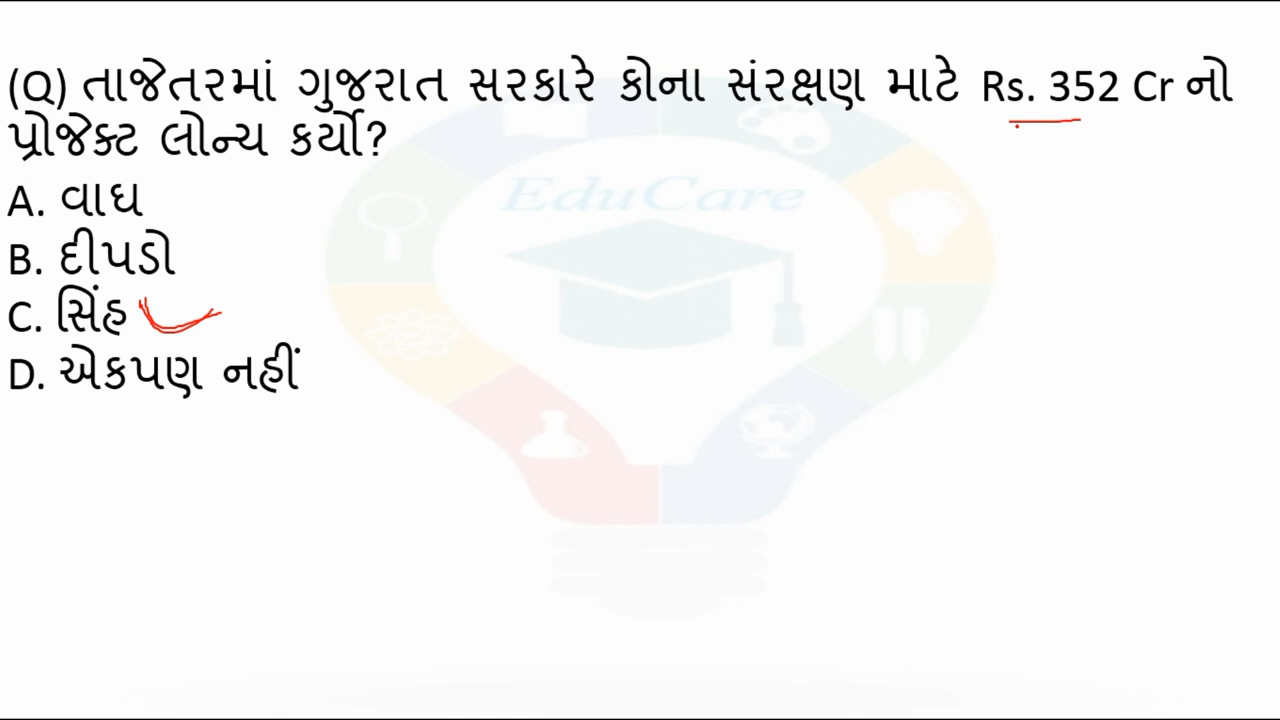 (Q) તાજેતરમાં ગુજરાત સરકારે કોના સંરક્ષણ માટે Rs. 352 Cr નો
પ્રોજેક્ટ લોન્ચ કર્યો?
A. વાઘ
B. દીપડો
C. સિંહ
D. એકપણ નહીં
EduCare